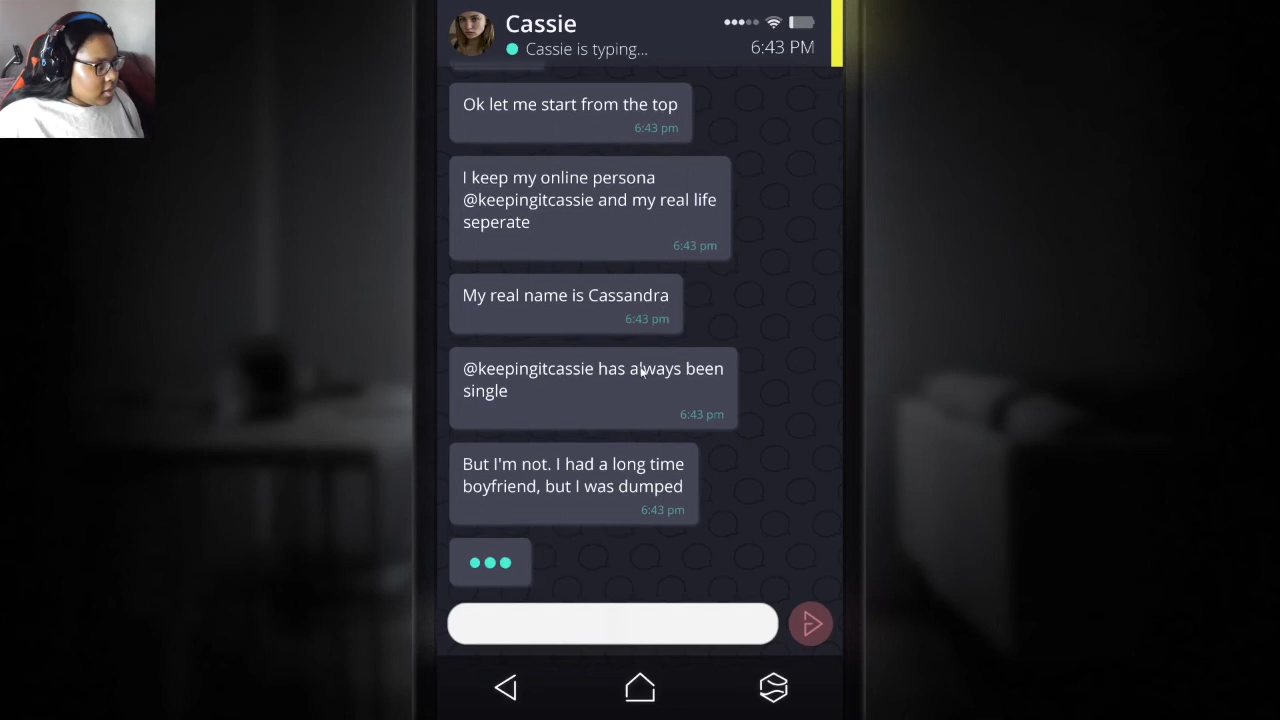 Cassie
Cassie is typing...
6:43 PM
Ok let me start from the top
6:43 pm
I keep my online persona
@keepingitcassie and my real life
seperate
6:43 pm
My real name is Cassandra
6:43 pm
@keepingitcassie has always been
single
6:43 pm
But I'm not. I had a long time
boyfriend, but I was dumped
6:43 pm